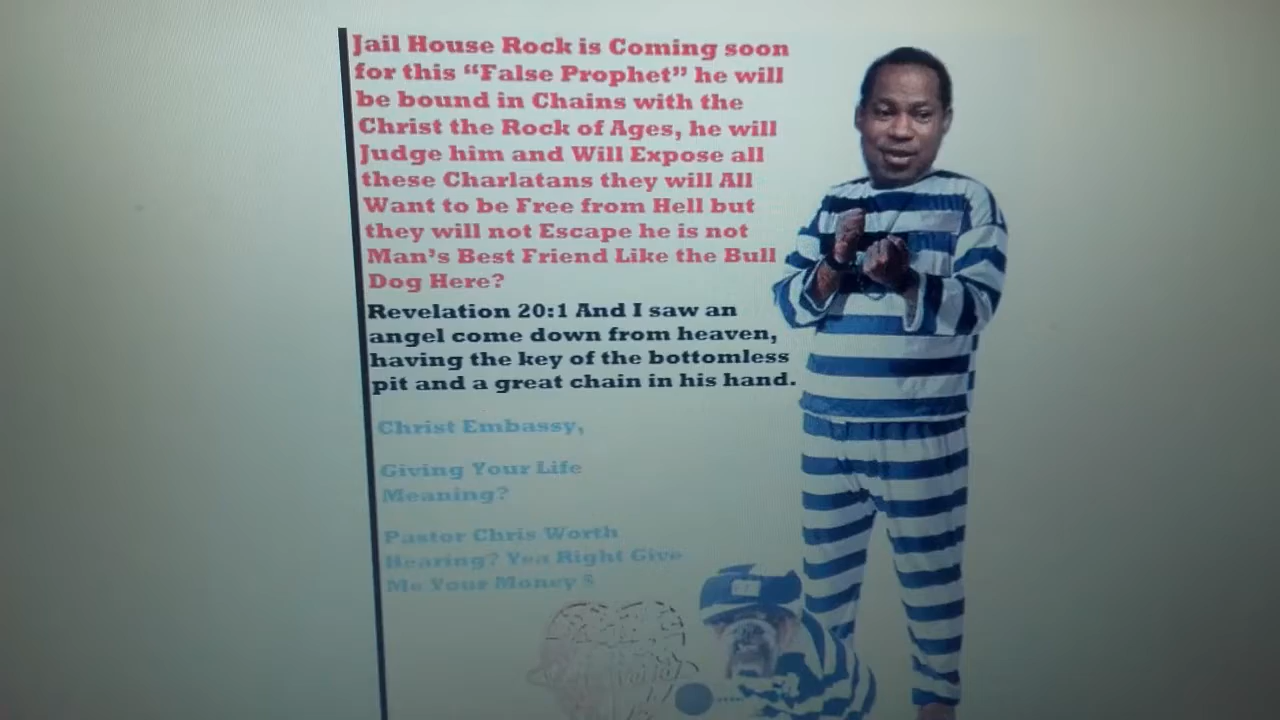 Jail House Rock is Coming soon
for this “False Prophet” he will
be bound in Chains with the
Christ the Rock of Ages, he will
Judge him and Will Expose all
these Charlatans they will All
Want to be Free from Hell but
they will not Escape he is not
Man’s Best Friend Like the Bull
Dog Here?
Revelation 20:1 And I saw an
angel come down from heaven,
having the key of the bottomless
pit and a great chain in his hand.
Christ Embassy,
Giving Your Life
Meaning?
Pastor Chris Worth
Hearing? Yea Right Give
Me Your Money $